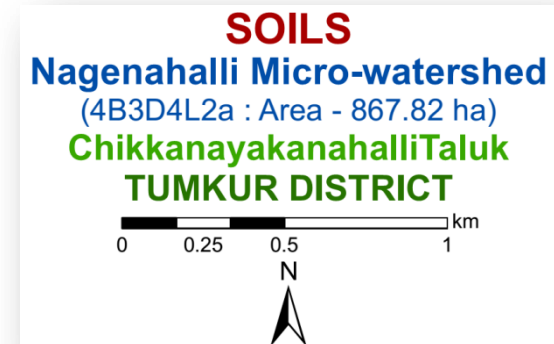 SOILS
Nagenahalli Micro-watershed
(4B3D4L2a : Area - 867.82 ha)
ChikkanayakanahalliTaluk
TUMKUR DISTRICT
km
0 0.25 0.5 1
N